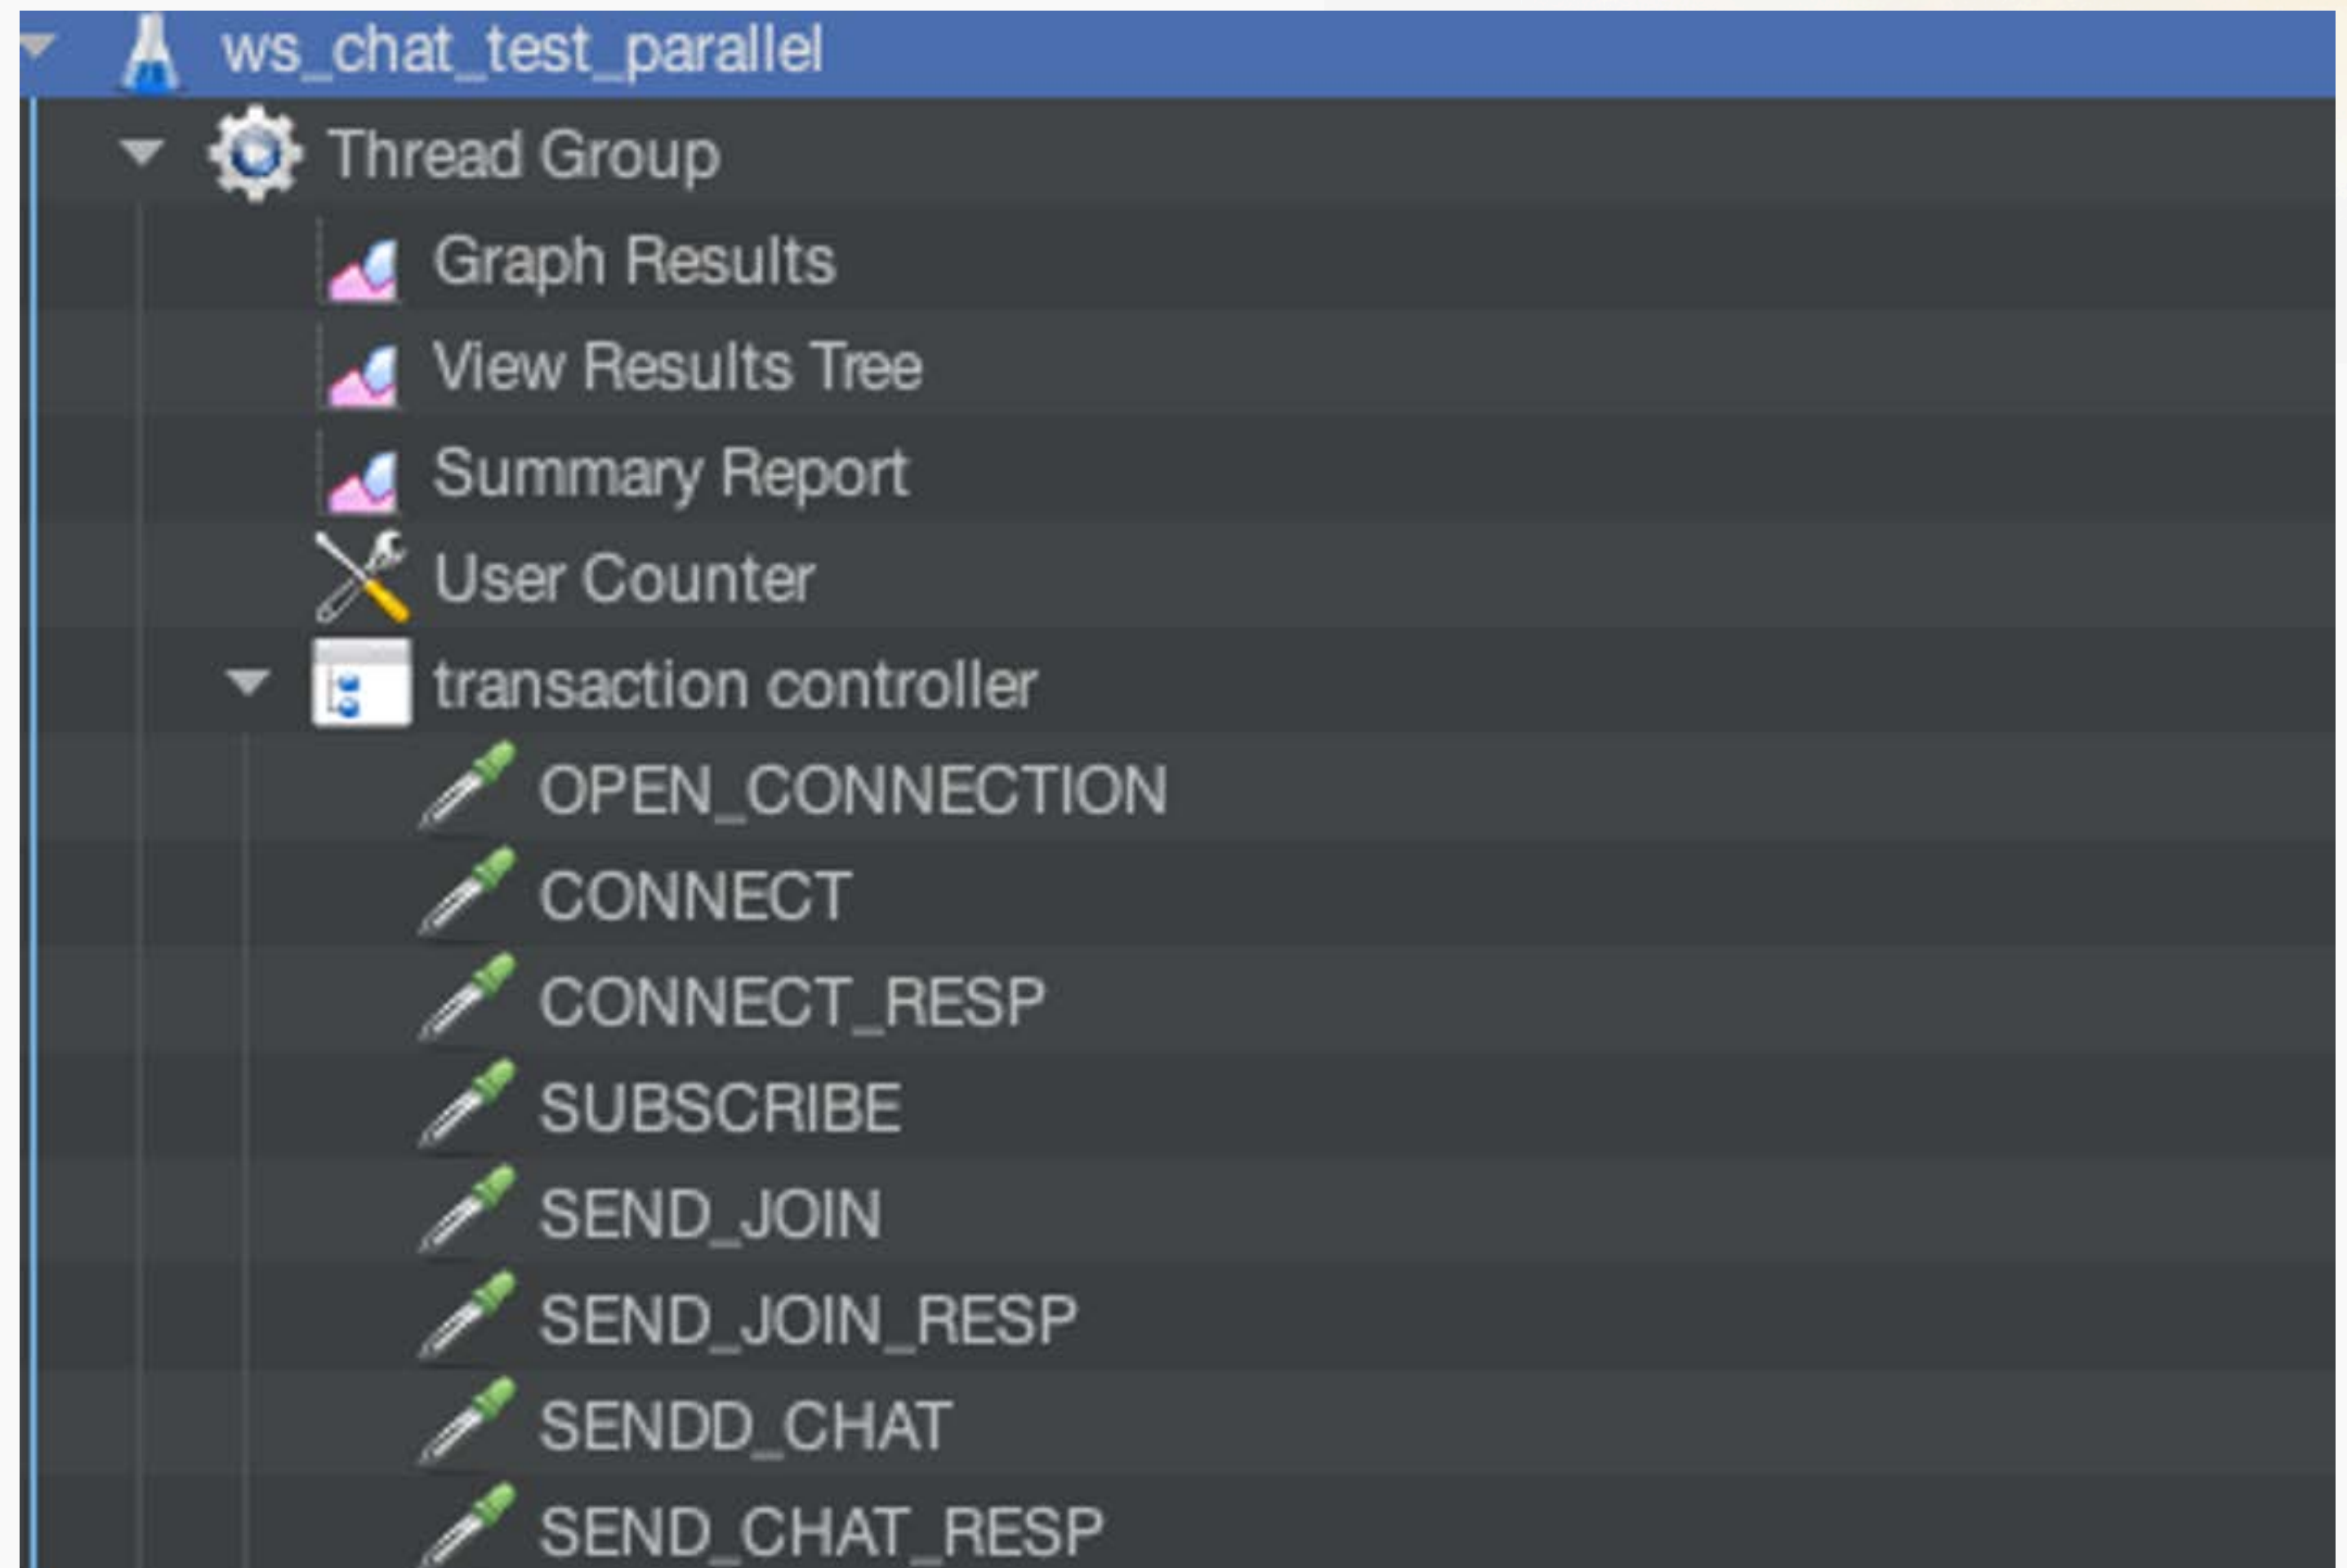 ws_chat_test_parallel
Thread Group
Graph Results
View Results Tree
Summary Report
User Counter
transaction controller
OPEN_CONNECTION
CONNECT
CONNECT_RESP
SUBSCRIBE
SEND_JOIN
SEND_JOIN_RESP
SENDD_CHAT
SEND_CHAT_RESP